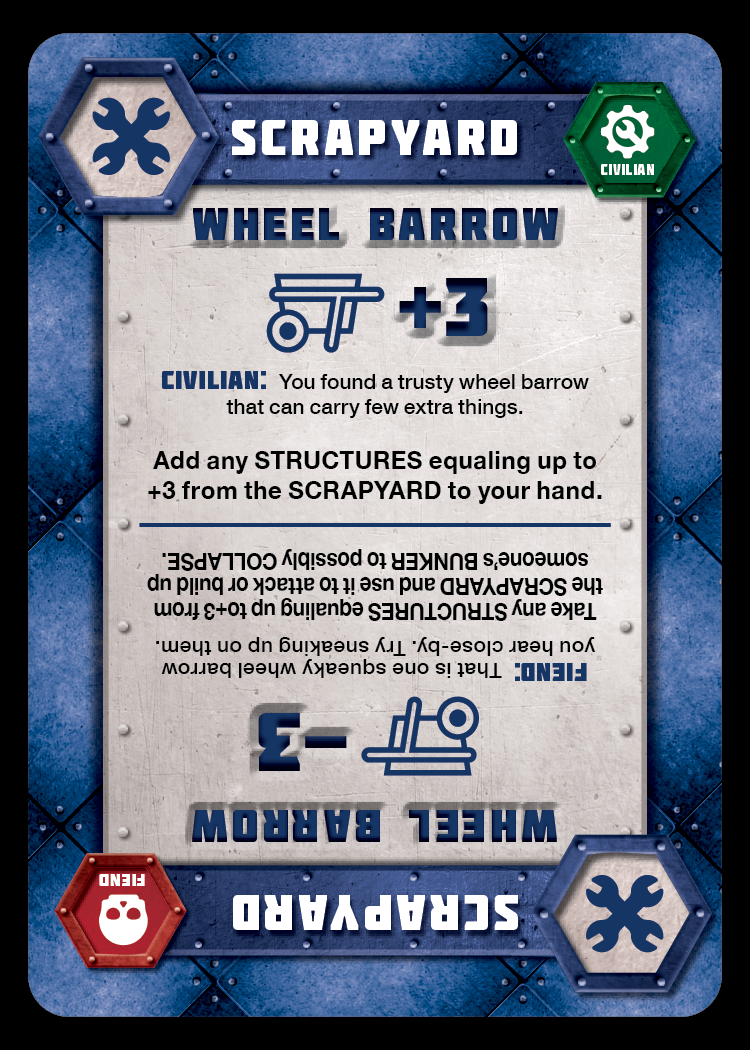 SCRAPYARD
CIVILIAN
WHEEL BARROW
+3
CIVILIAN: You found a trusty wheel barrow
that can carry few extra things.
Add any STRUCTURES equaling up to
+3 from the SCRAPYARD to your hand.
SCRAPYARD
FIEND
WHEEL BARROW
-3
FIEND: That is one squeaky wheel barrow
you hear close-by. Try sneaking up on them.
Take any STRUCTURES equaling up to+3 from
the SCRAPYARD and use it to attack or build up
someone's BUNKER to possibly COLLAPSE.